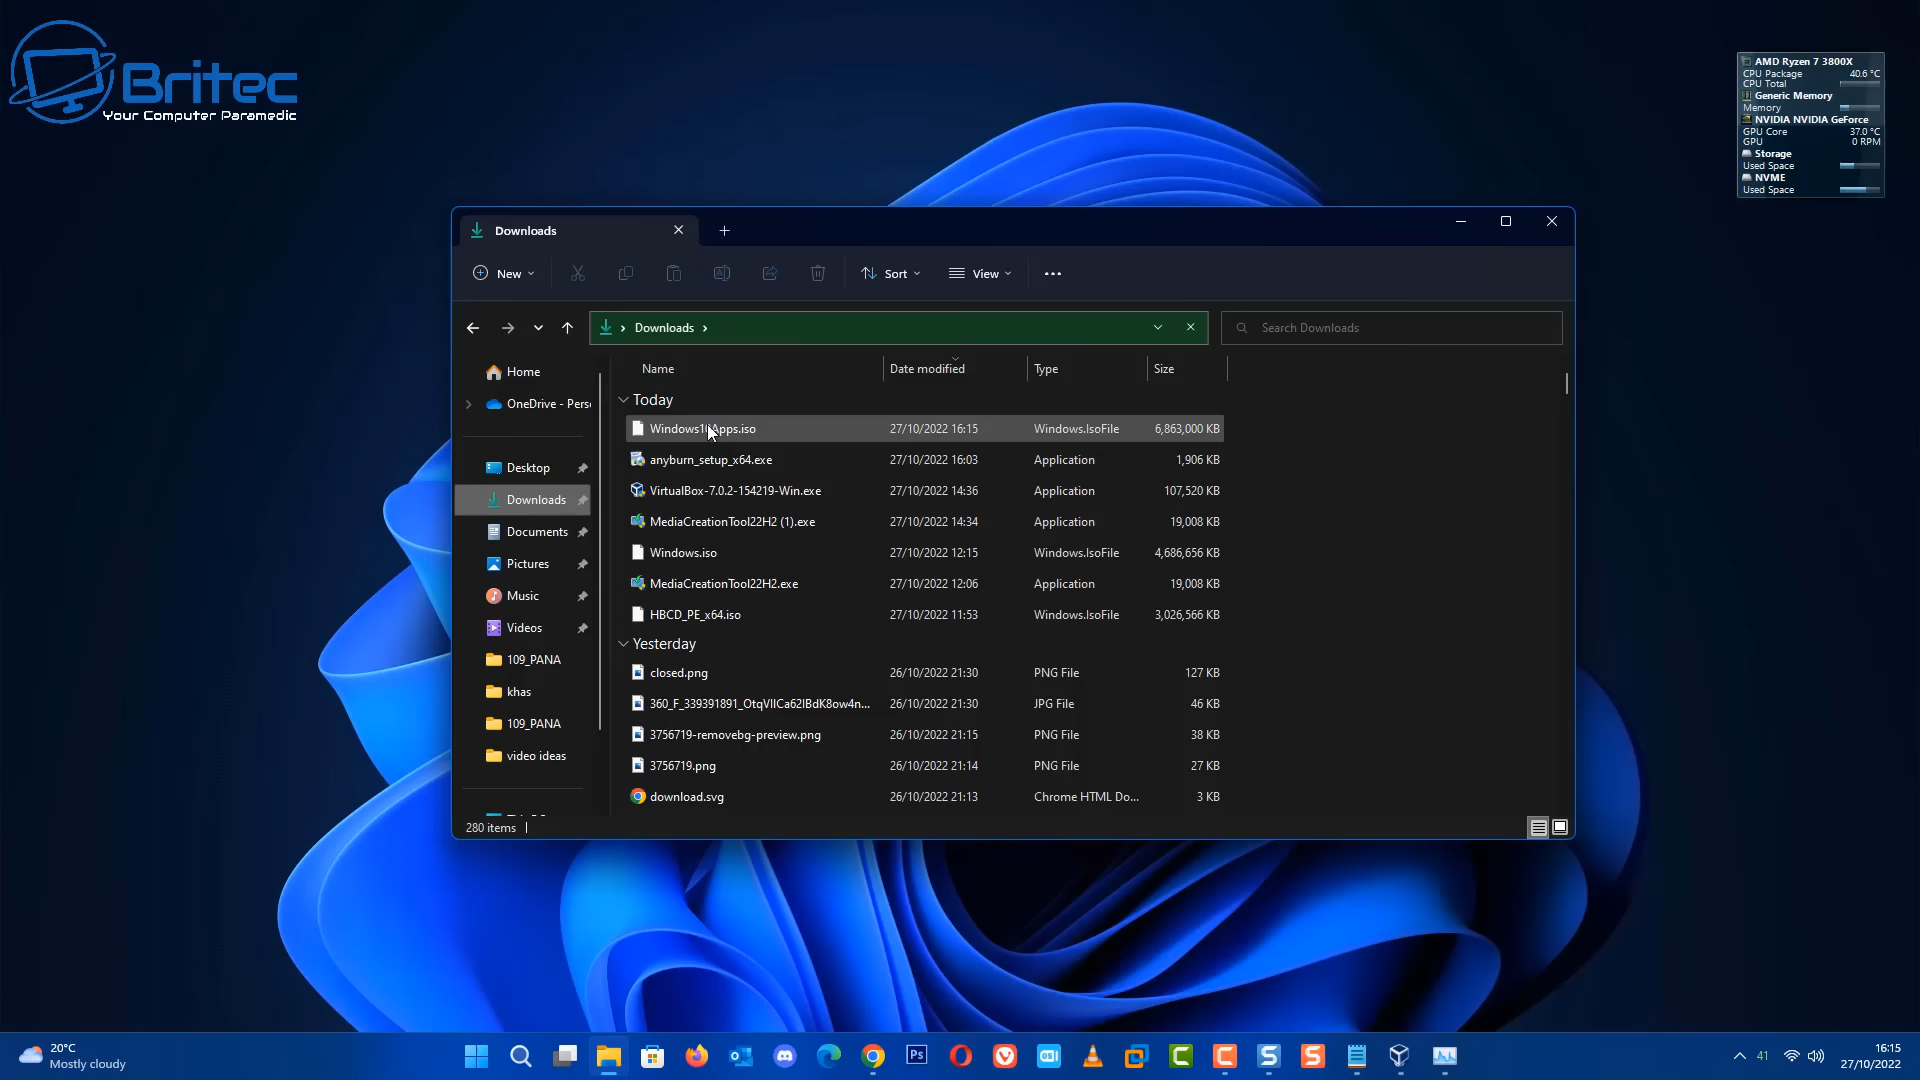 Britec
Your Computer Paramedic
AMD Ryzen 7 3800X
CPU Package 40.6 °C
CPU Total
Generic Memory
Memory
NVIDIA NVIDIA GeForce
GPU Core 37.0 °C
GPU 0 RPM
Storage
Used Space
NVME
Used Space
Downloads
New
Sort
View
Downloads
Search Downloads
Home
OneDrive - Pers
Desktop
Downloads
Documents
Pictures
Music
Videos
109_PANA
khas
109_PANA
video ideas
Name Date modified Type Size
Today
Windows10Apps.iso 27/10/2022 16:15 Windows.IsoFile 6,863,000 KB
anyburn_setup_x64.exe 27/10/2022 16:03 Application 1,906 KB
VirtualBox-7.0.2-154219-Win.exe 27/10/2022 14:36 Application 107,520 KB
MediaCreationTool22H2 (1).exe 27/10/2022 14:34 Application 19,008 KB
Windows.iso 27/10/2022 12:15 Windows.IsoFile 4,686,656 KB
MediaCreationTool22H2.exe 27/10/2022 12:06 Application 19,008 KB
HBCD_PE_x64.iso 27/10/2022 11:53 Windows.IsoFile 3,026,566 KB
Yesterday
closed.png 26/10/2022 21:30 PNG File 127 KB
360_F_339391891_OtqVIlCa62lBdK8ow4n... 26/10/2022 21:30 JPG File 46 KB
3756719-removebg-preview.png 26/10/2022 21:15 PNG File 38 KB
3756719.png 26/10/2022 21:14 PNG File 27 KB
download.svg 26/10/2022 21:13 Chrome HTML Do... 3 KB
280 items
20°C
Mostly cloudy
Ps
41
16:15
27/10/2022